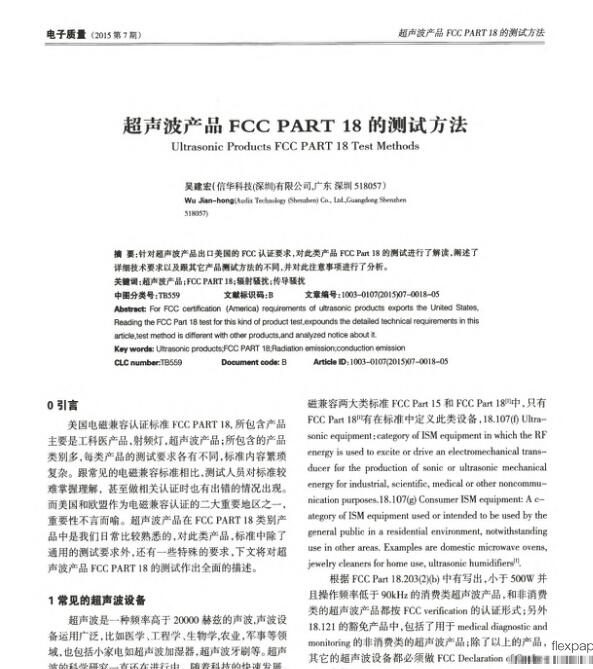 电子质量(2015第7期)
超声波产品 FCC PART 18 的测试方法
超声波产品 FCC PART 18 的测试方法
Ultrasonic Products FCC PART 18 Test Methods
吴建宏(信华科技(深圳)有限公司,广东 深圳 518057)
Wu Jian-hong(Audix Technology (Shenzhen) Co., Ltd,Guangdong Shenzhen
518057)
摘 要:针对超声波产品出口美国的 FCC 认证要求,对此类产品 FCC Part 18 的测试进行了解读,阐述了
详细技术要求以及跟其它产品测试方法的不同,并对此注意事项进行了分析。
关键词:超声产品;FCC PART 18;辐射骚扰;传导骚扰
中图分类号:TB559 文献标识码:B 文章编号:1003-0107(2015)07-0018-05
Abstract: For FCC certification (America) requirements of ultrasonic products exports the United States,
Reading the FCC Part 18 test for this kind of product test,expounds the detailed technical requirements in this
article,test method is different with other products,and analyzed notice about it.
Key words: Ultrasonic products;FCC PART 18;Radiation emission;conduction emission
CLC number:TB559 Document code: B Article ID:1003-0107(2015)07-0018-05
0 引言
美国电磁兼容认证标准 FCC PART 18, 所包含产品
主要是工科医产品,射频灯,超声波产品;所包含的产品
类别多,每类产品的测试要求各有不同,标准内容繁琐
复杂。跟常见的电磁兼容标准相比,测试人员对标准较
难掌握理解, 甚至做相关认证时也有出错的情况出现。
而美国和欧盟作为电磁兼容认证的二大重要地区之一,
重要性不言而喻。超声波产品在 FCC PART 18 类别产
品中是我们日常比较熟悉的,对此类产品,标准中除了
通用的测试要求外,还有一些特殊的要求,下文将对超
声波产品 FCC PART 18 的测试作出全面的描述。
1 常见的超声波设备
超声波是一种频率高于 20000 赫兹的声波,声波设
备运用广泛,比如医学、工程学、生物学,农业,军事等领
域,也包括小家电如超声波加湿器,超声波牙刷等。超声
波的科学研究一直还在进行中, 随着科技的快速发展,
磁兼容两大类标准 FCC Part 15 和 FCC Part 18[1]中,只有
FCC Part 18[1]有在标准中定义此类设备,18.107(f) Ultra-
sonic equipment:category of ISM equipment in which the RF
energy is used to excite or drive an electromechanical trans-
ducer for the production of sonic or ultrasonic mechanical
energy for industrial, scientific, medical or other noncommu-
nication purposes.18.107(g) Consumer ISM equipment: A c-
ategory of ISM equipment used or intended to be used by the
general public in a residential environment, notwithstanding
use in other areas. Examples are domestic microwave ovens,
jewelry cleaners for home use, ultrasonic humidifiers[1].
根据 FCC Part 18.203(2)(b) 中有写出,小于 500W 并
且操作频率低于 90kHz 的消费类超声波产品,和非消费
类的超声波产品都按 FCC verification 的认证形式;另外
18.121 的豁免产品中, 包括了用于 medical diagnostic and
monitoring 的非消费类的超声产品;除了以上的产品,
其它的超声波设备都必须做 FCC Declaration of
flexpap